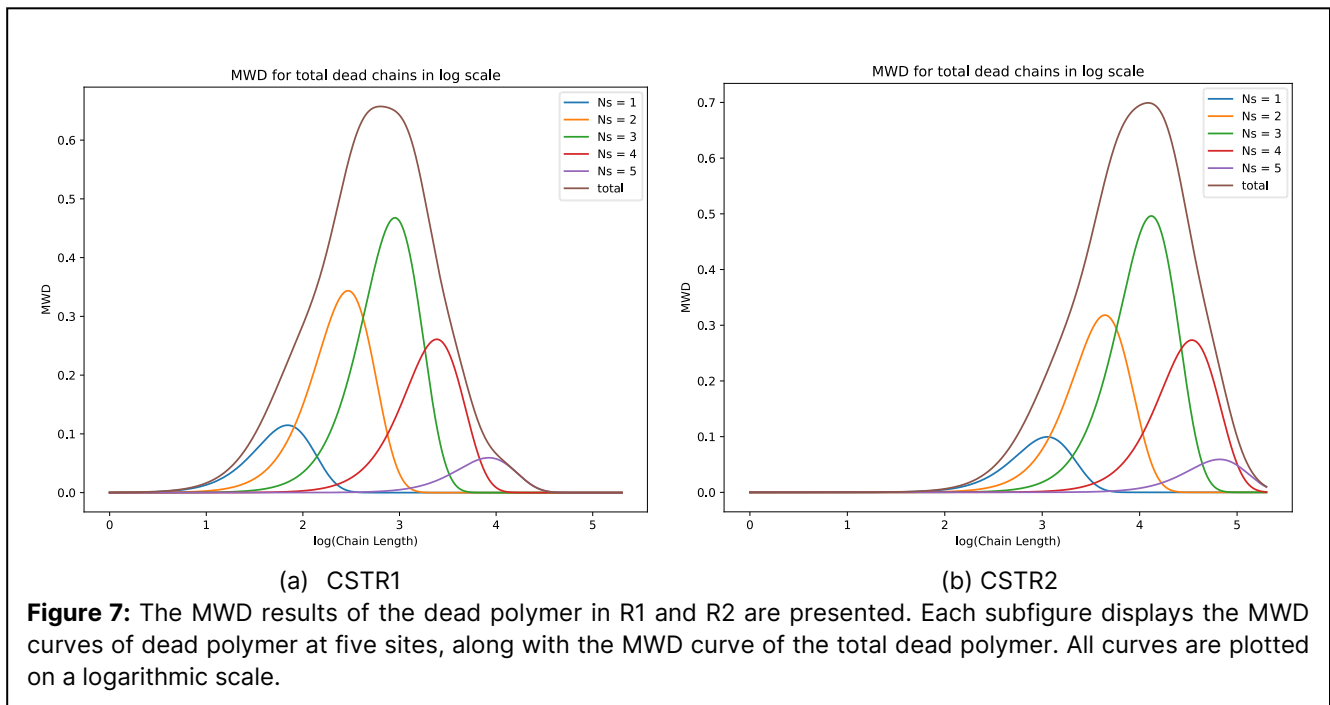 MWD for total dead chains in log scale
Ns = 1
Ns = 2
Ns = 3
Ns = 4
Ns = 5
total
0.6
0.5
0.4
0.3
0.2
0.1
0.0
MWD
0 1 2 3 4 5
log(Chain Length)
(a) CSTR1
MWD for total dead chains in log scale
Ns = 1
Ns = 2
Ns = 3
Ns = 4
Ns = 5
total
0.7
0.6
0.5
0.4
0.3
0.2
0.1
0.0
MWD
0 1 2 3 4 5
log(Chain Length)
(b) CSTR2
Figure 7: The MWD results of the dead polymer in R1 and R2 are presented. Each subfigure displays the MWD
curves of dead polymer at five sites, along with the MWD curve of the total dead polymer. All curves are plotted
on a logarithmic scale.